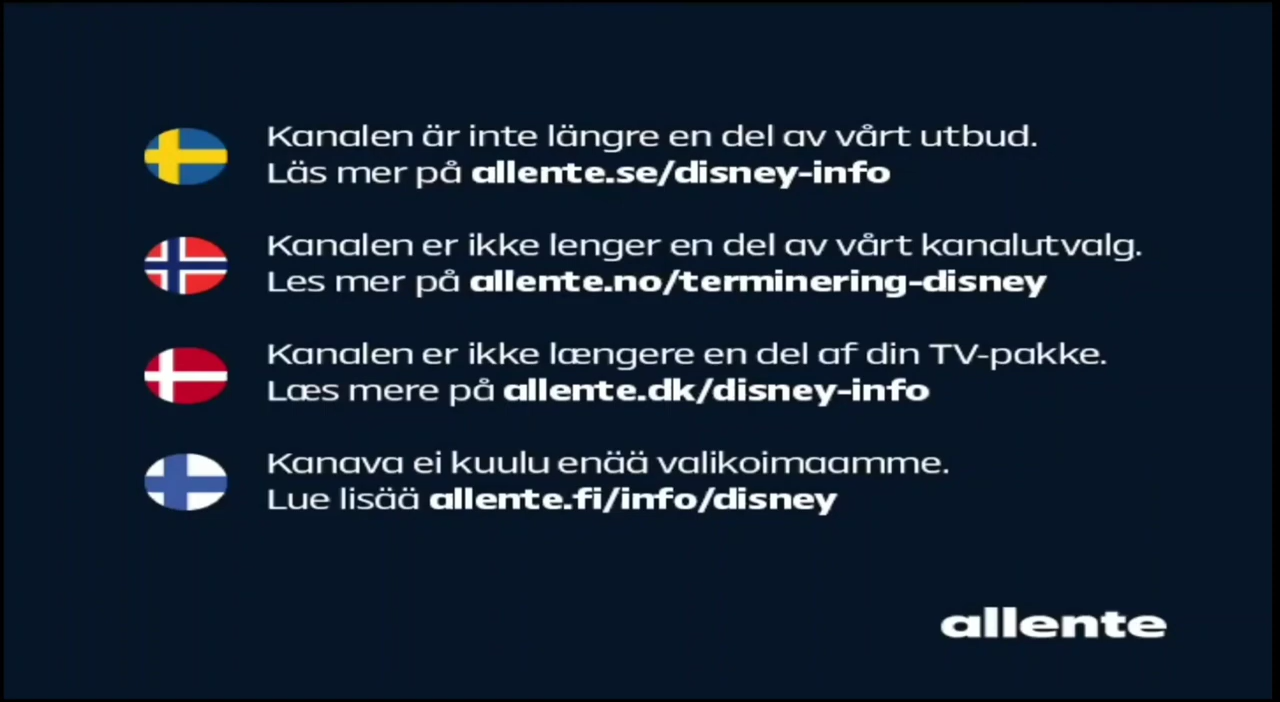 Kanalen är inte längre en del av vårt utbud.
Läs mer på allente.se/disney-info
Kanalen er ikke lenger en del av vårt kanalutvalg.
Les mer på allente.no/terminering-disney
Kanalen er ikke længere en del af din TV-pakke.
Læs mere på allente.dk/disney-info
Kanava ei kuulu enää valikoimaamme.
Lue lisää allente.fi/info/disney
allente